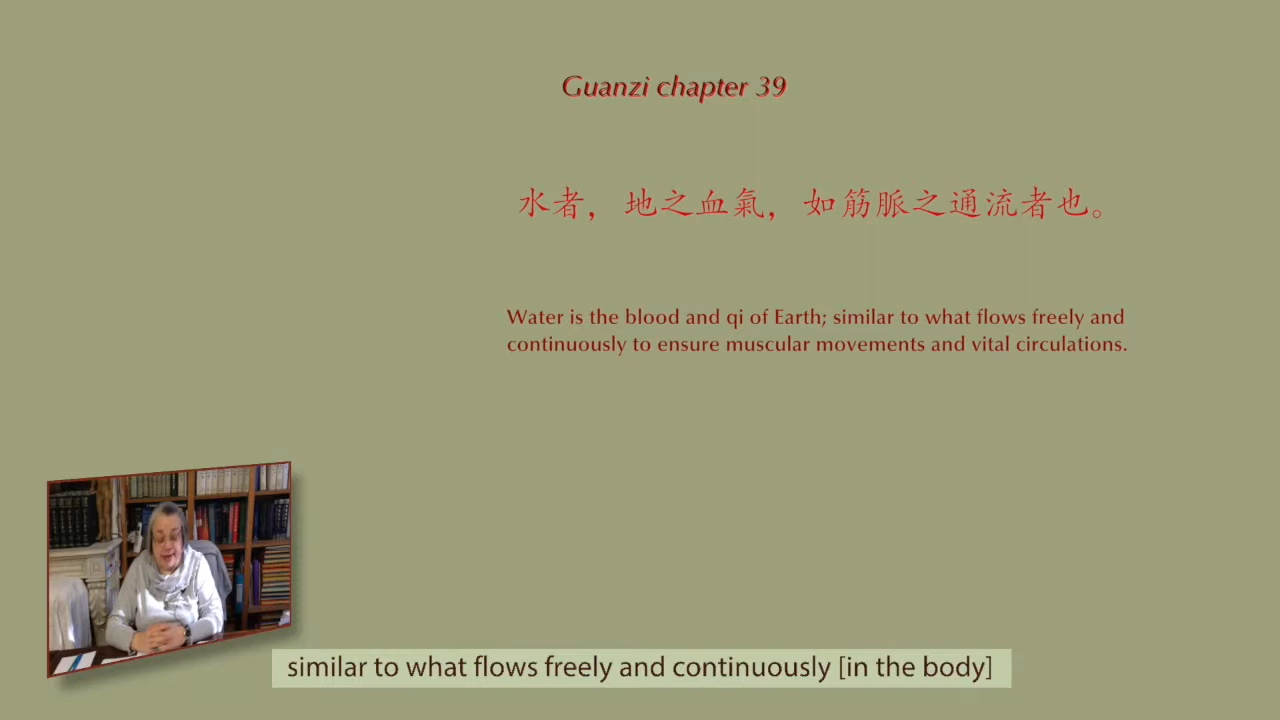 Guanzi chapter 39
水者，地之血氣，如筋脈之通流者也。
Water is the blood and qi of Earth; similar to what flows freely and
continuously to ensure muscular movements and vital circulations.
similar to what flows freely and continuously [in the body]